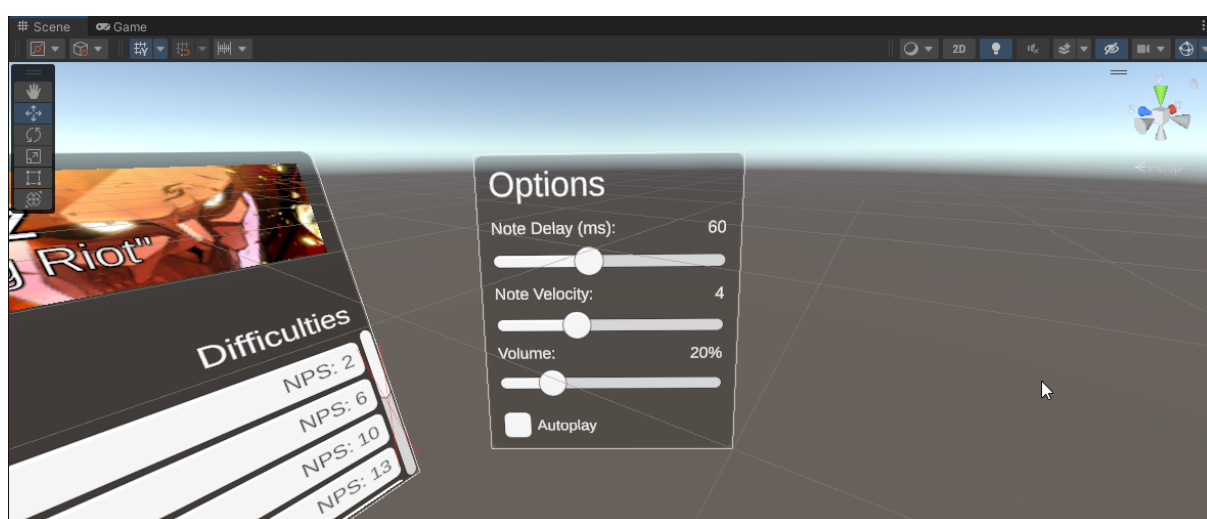 Scene Game
2D
Y
Persp
Riot"
Difficulties
NPS: 2
NPS: 6
NPS: 10
NPS: 13
Options
Note Delay (ms): 60
Note Velocity: 4
Volume: 20%
Autoplay